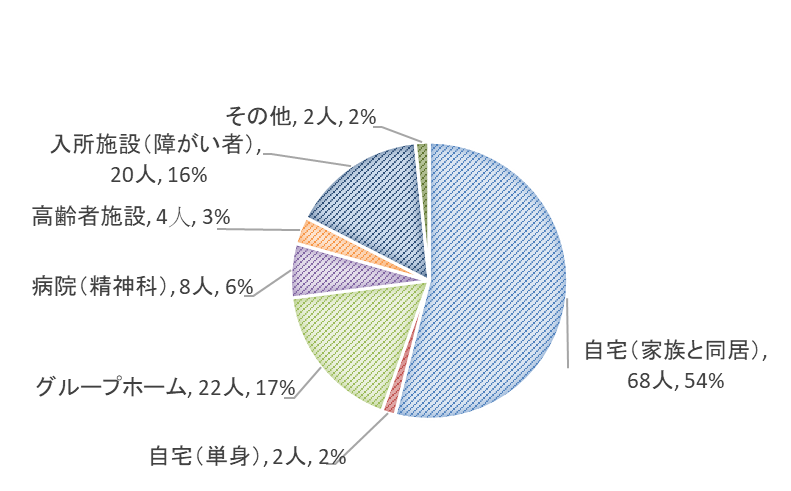 その他, 2人, 2%
入所施設（障がい者）,
20人, 16%
高齢者施設, 4人, 3%
病院（精神科）, 8人, 6%
自宅（家族と同居）,
68人, 54%
グループホーム, 22人, 17%
自宅（単身）, 2人, 2%